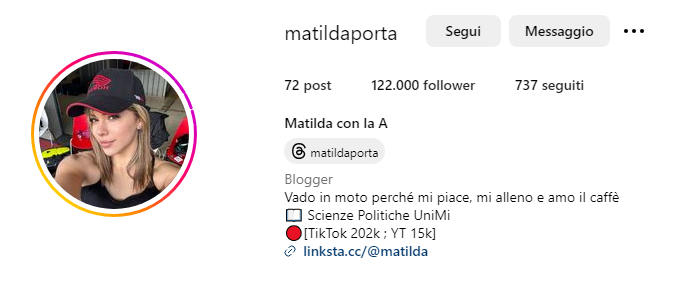 matildaporta
Segui
Messaggio
72 post
122.000 follower
737 seguiti
Matilda con la A
matildaporta
Blogger
Vado in moto perché mi piace, mi alleno e amo il caffè
📖 Scienze Politiche UniMi
🔴[TikTok 202k ; YT 15k]
linksta.cc/@matilda